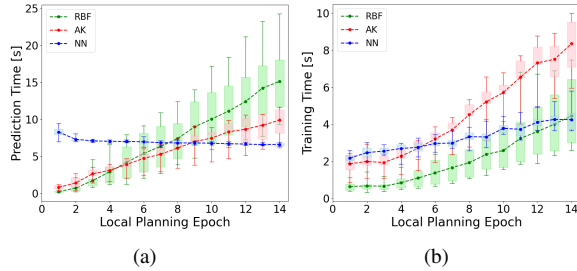 RBF
AK
NN
Prediction Time [s]
25
20
15
10
5
0
0 2 4 6 8 10 12 14
Local Planning Epoch
(a)
RBF
AK
NN
Training Time [s]
10
8
6
4
2
0
0 2 4 6 8 10 12 14
Local Planning Epoch
(b)